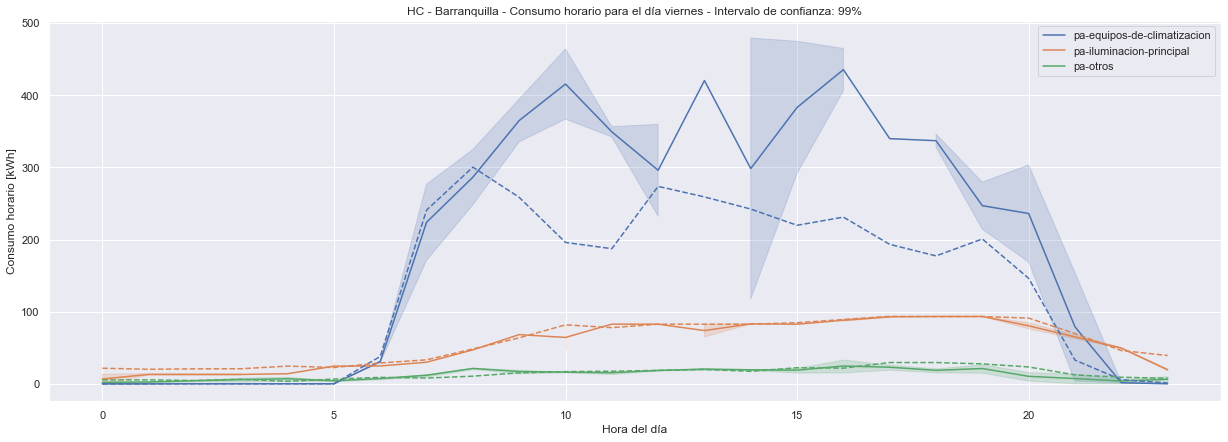 HC - Barranquilla - Consumo horario para el día viernes - Intervalo de confianza: 99%
pa-equipos-de-climatizacion
pa-iluminacion-principal
pa-otros
Consumo horario [kWh]
500
400
300
200
100
0
0
5
10
15
20
Hora del día